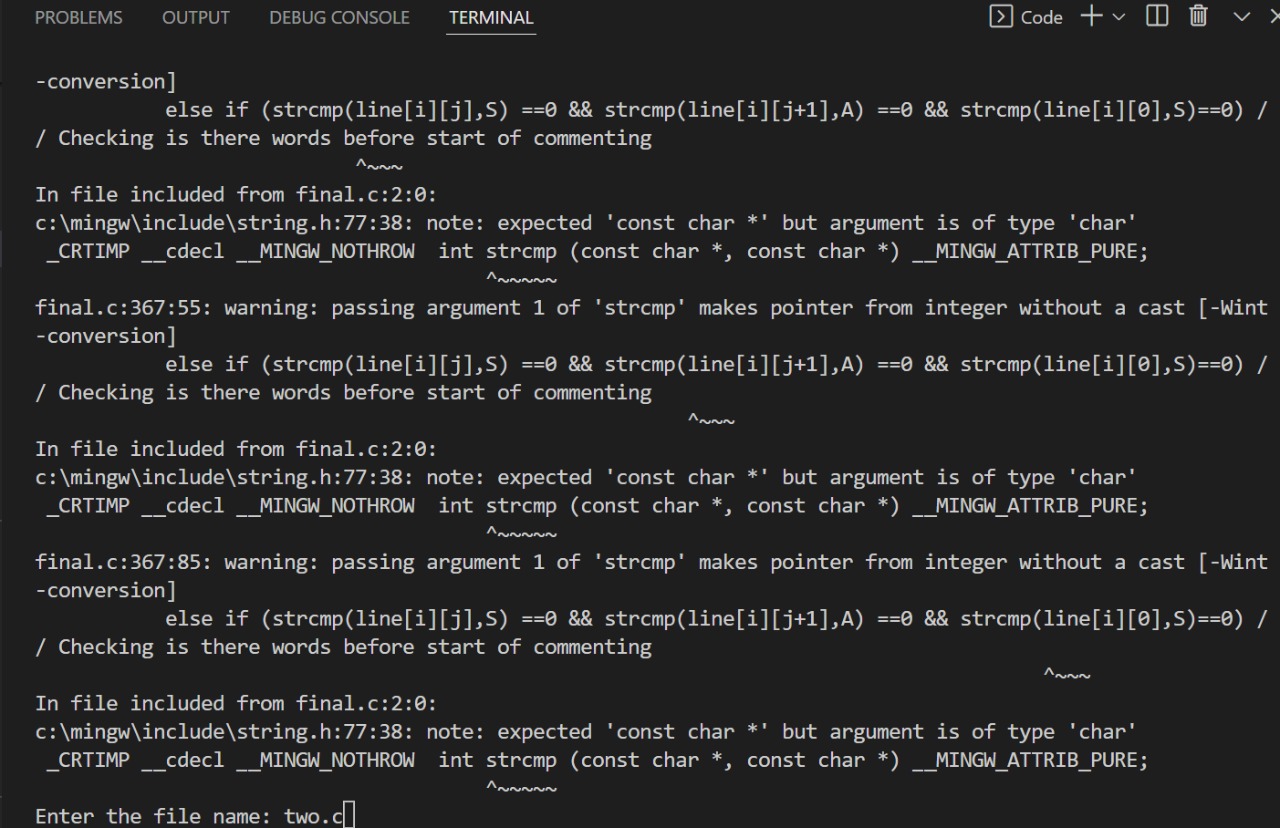 PROBLEMS OUTPUT DEBUG CONSOLE TERMINAL Code
-conversion]
else if (strcmp(line[i][j],S) ==0 && strcmp(line[i][j+1],A) ==0 && strcmp(line[i][0],S)==0) /
/ Checking is there words before start of commenting
^~~~
In file included from final.c:2:0:
c:\mingw\include\string.h:77:38: note: expected 'const char *' but argument is of type 'char'
_CRTIMP __cdecl __MINGW_NOTHROW  int strcmp (const char *, const char *) __MINGW_ATTRIB_PURE;
^~~~~~
final.c:367:55: warning: passing argument 1 of 'strcmp' makes pointer from integer without a cast [-Wint
-conversion]
else if (strcmp(line[i][j],S) ==0 && strcmp(line[i][j+1],A) ==0 && strcmp(line[i][0],S)==0) /
/ Checking is there words before start of commenting
^~~~
In file included from final.c:2:0:
c:\mingw\include\string.h:77:38: note: expected 'const char *' but argument is of type 'char'
_CRTIMP __cdecl __MINGW_NOTHROW  int strcmp (const char *, const char *) __MINGW_ATTRIB_PURE;
^~~~~~
final.c:367:85: warning: passing argument 1 of 'strcmp' makes pointer from integer without a cast [-Wint
-conversion]
else if (strcmp(line[i][j],S) ==0 && strcmp(line[i][j+1],A) ==0 && strcmp(line[i][0],S)==0) /
/ Checking is there words before start of commenting
^~~~
In file included from final.c:2:0:
c:\mingw\include\string.h:77:38: note: expected 'const char *' but argument is of type 'char'
_CRTIMP __cdecl __MINGW_NOTHROW  int strcmp (const char *, const char *) __MINGW_ATTRIB_PURE;
^~~~~~
Enter the file name: two.c